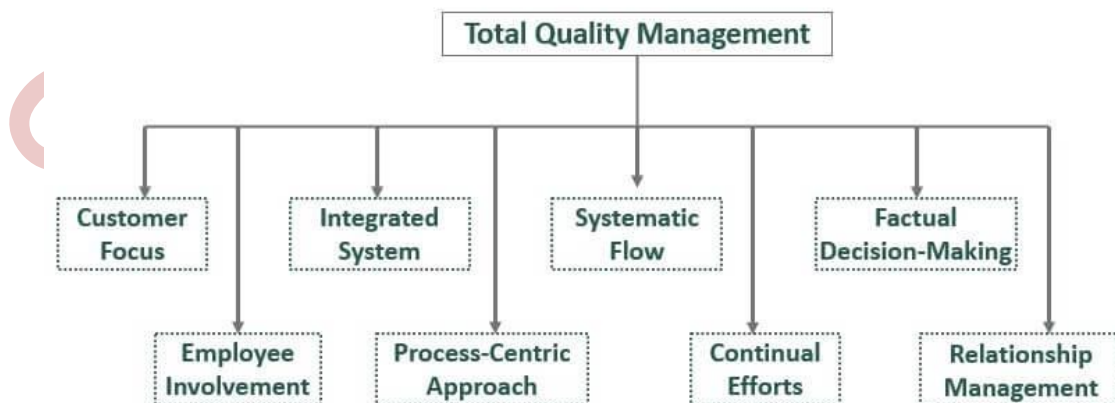 Total Quality Management
Customer
Focus
Integrated
System
Systematic
Flow
Factual
Decision-Making
Employee
Involvement
Process-Centric
Approach
Continual
Efforts
Relationship
Management